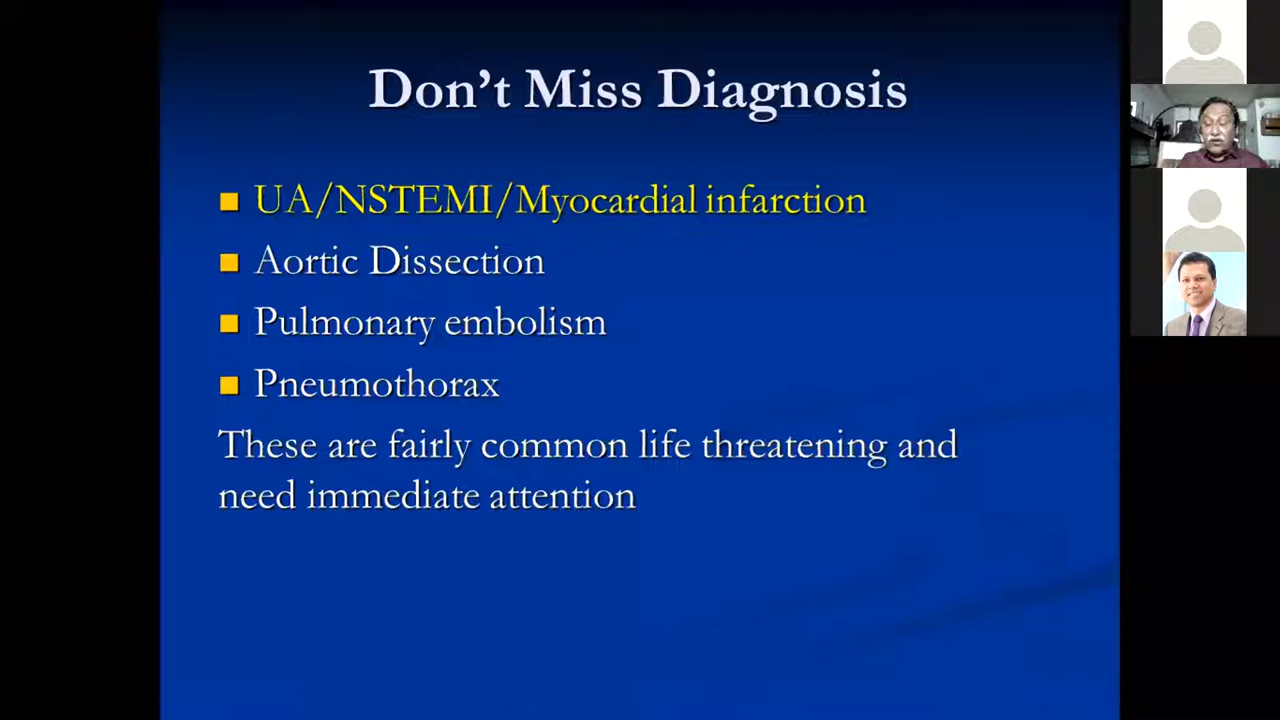 Don't Miss Diagnosis
UA/NSTEMI/Myocardial infarction
Aortic Dissection
Pulmonary embolism
Pneumothorax
These are fairly common life threatening and
need immediate attention